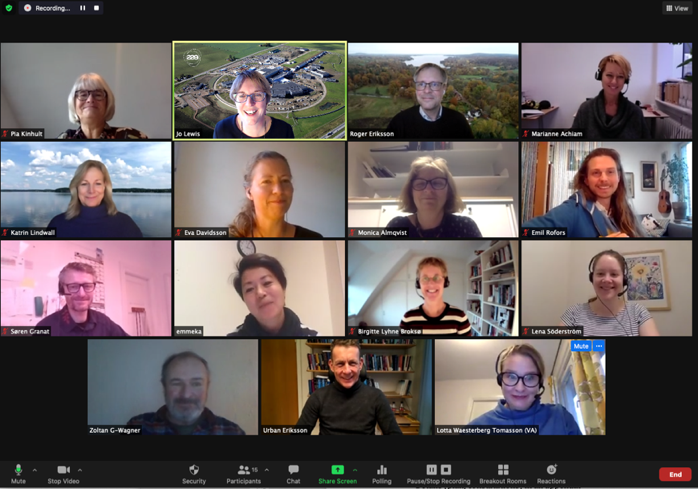 Recording...
View
Pia Kinhult
Jo Lewis
Roger Eriksson
Marianne Achiam
Katrin Lindwall
Eva Davidsson
Monica Almqvist
Emil Rofors
Søren Granat
emmeka
Birgitte Lyhne Broksø
Lena Söderström
Zoltan G-Wagner
Urban Eriksson
Mute
Lotta Waesterberg Tomasson (VA)
Mute
Stop Video
Security
Participants
15
Chat
Share Screen
Polling
Pause/Stop Recording
Breakout Rooms
Reactions
End